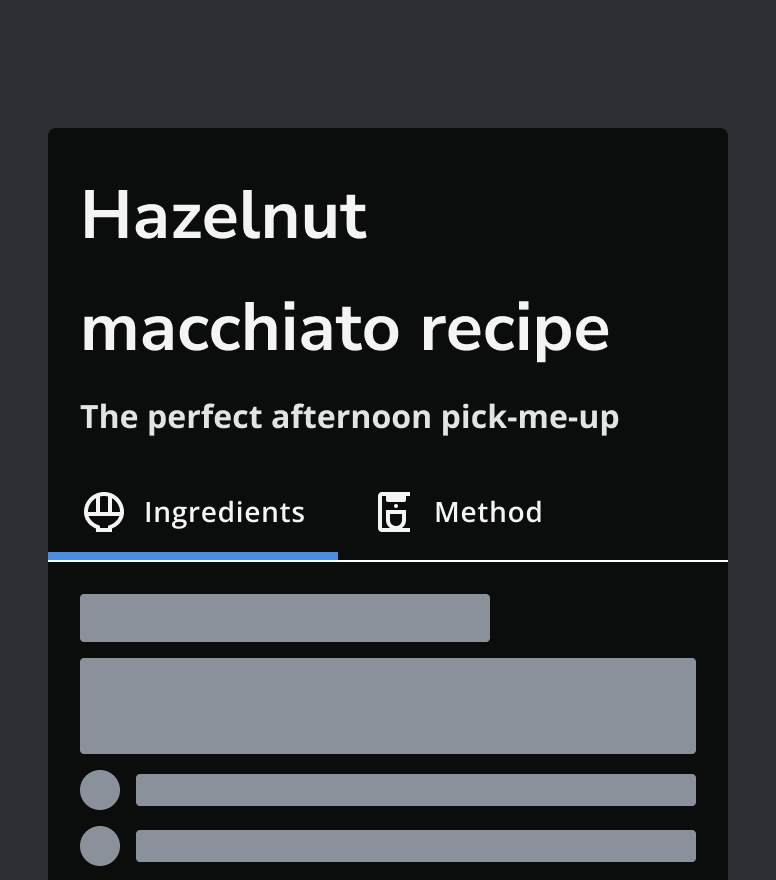 Hazelnut
macchiato recipe
The perfect afternoon pick-me-up
Ingredients
Method